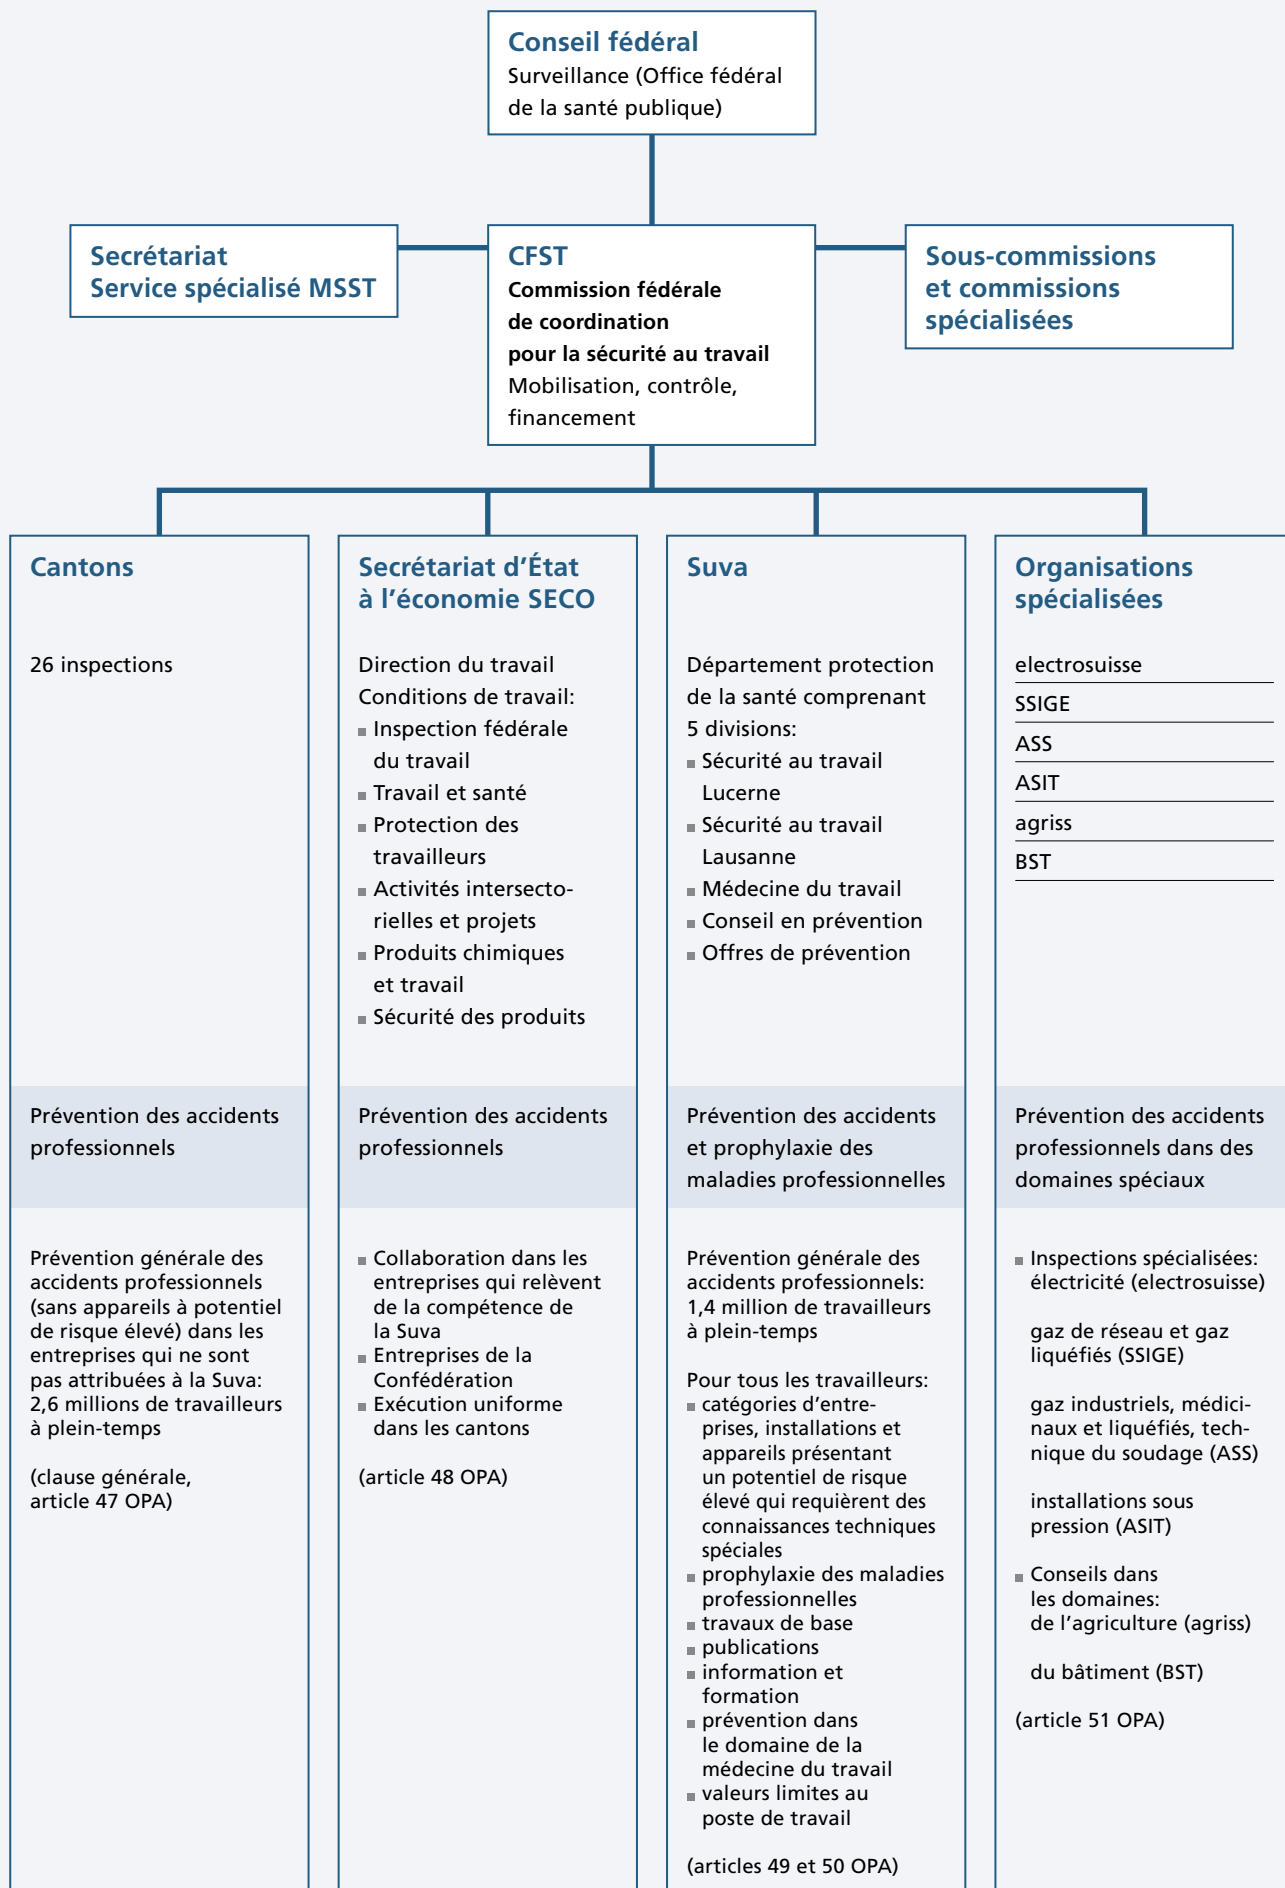 Conseil fédéral
Surveillance (Office fédéral
de la santé publique)
Secrétariat
Service spécialisé MSST
CFST
Commission fédérale
de coordination
pour la sécurité au travail
Mobilisation, contrôle,
financement
Sous-commissions
et commissions
spécialisées
Cantons
26 inspections
Prévention des accidents
professionnels
Prévention générale des
accidents professionnels
(sans appareils à potentiel
de risque élevé) dans les
entreprises qui ne sont
pas attribuées à la Suva:
2,6 millions de travailleurs
à plein-temps
(clause générale,
article 47 OPA)
Secrétariat d’État
à l’économie SECO
Direction du travail
Conditions de travail:
■ Inspection fédérale
du travail
■ Travail et santé
■ Protection des
travailleurs
■ Activités intersecto-
rielles et projets
■ Produits chimiques
et travail
■ Sécurité des produits
Prévention des accidents
professionnels
■ Collaboration dans les
entreprises qui relèvent
de la compétence de
la Suva
■ Entreprises de la
Confédération
■ Exécution uniforme
dans les cantons
(article 48 OPA)
Suva
Département protection
de la santé comprenant
5 divisions:
■ Sécurité au travail
Lucerne
■ Sécurité au travail
Lausanne
■ Médecine du travail
■ Conseil en prévention
■ Offres de prévention
Prévention des accidents
et prophylaxie des
maladies professionnelles
Prévention générale des
accidents professionnels:
1,4 million de travailleurs
à plein-temps
Pour tous les travailleurs:
■ catégories d’entre-
prises, installations et
appareils présentant
un potentiel de risque
élevé qui requièrent des
connaissances techniques
spéciales
■ prophylaxie des maladies
professionnelles
■ travaux de base
■ publications
■ information et
formation
■ prévention dans
le domaine de la
médecine du travail
■ valeurs limites au
poste de travail
(articles 49 et 50 OPA)
Organisations
spécialisées
electrosuisse
SSIGE
ASS
ASIT
agriss
BST
Prévention des accidents
professionnels dans des
domaines spéciaux
■ Inspections spécialisées:
électricité (electrosuisse)
gaz de réseau et gaz
liquéfiés (SSIGE)
gaz industriels, médici-
naux et liquéfiés, tech-
nique du soudage (ASS)
installations sous
pression (ASIT)
■ Conseils dans
les domaines:
de l’agriculture (agriss)
du bâtiment (BST)
(article 51 OPA)